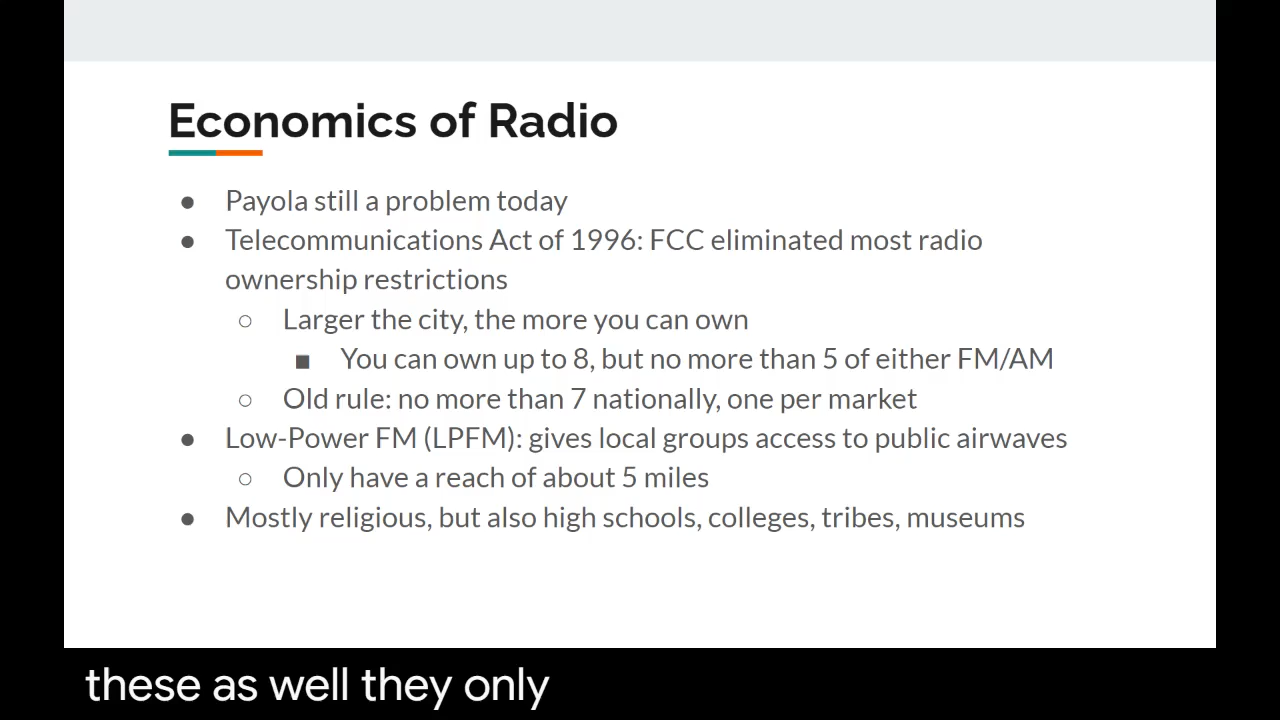 Economics of Radio
● Payola still a problem today
● Telecommunications Act of 1996: FCC eliminated most radio
ownership restrictions
○ Larger the city, the more you can own
■ You can own up to 8, but no more than 5 of either FM/AM
○ Old rule: no more than 7 nationally, one per market
● Low-Power FM (LPFM): gives local groups access to public airwaves
○ Only have a reach of about 5 miles
● Mostly religious, but also high schools, colleges, tribes, museums
these as well they only